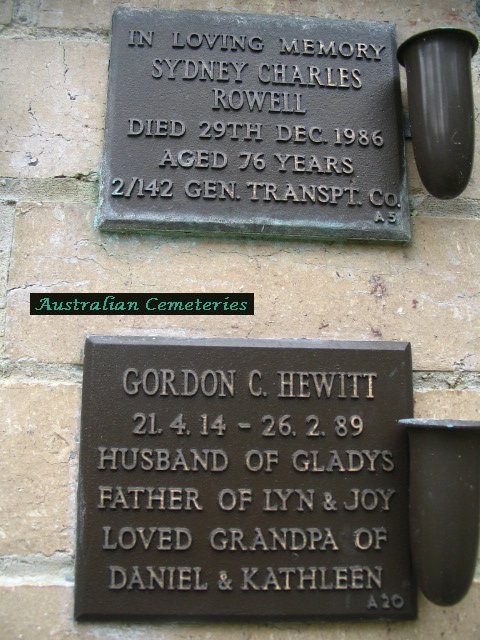 IN LOVING MEMORY
SYDNEY CHARLES
ROWELL
DIED 29TH DEC. 1986
AGED 76 YEARS
2/142 GEN. TRANSPT. CO.
A5
Australian Cemeteries
GORDON C. HEWITT
21. 4. 14 - 26. 2. 89
HUSBAND OF GLADYS
FATHER OF LYN & JOY
LOVED GRANDPA OF
DANIEL & KATHLEEN
A20